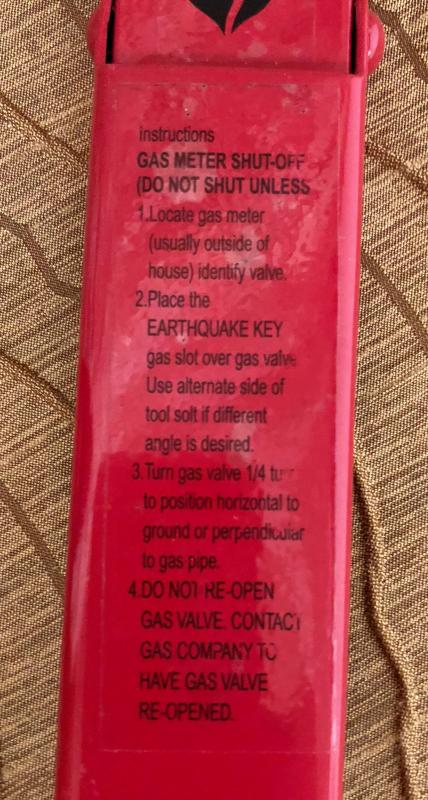 instructions
GAS METER SHUT-OFF
(DO NOT SHUT UNLESS
1.Locate gas meter
(usually outside of
house) identify valve.
2.Place the
EARTHQUAKE KEY
gas slot over gas valve
Use alternate side of
tool solt if different
angle is desired.
3.Turn gas valve 1/4 turn
to position horizontal to
ground or perpendicular
to gas pipe.
4.DO NOT RE-OPEN
GAS VALVE. CONTACT
GAS COMPANY TO
HAVE GAS VALVE
RE-OPENED.